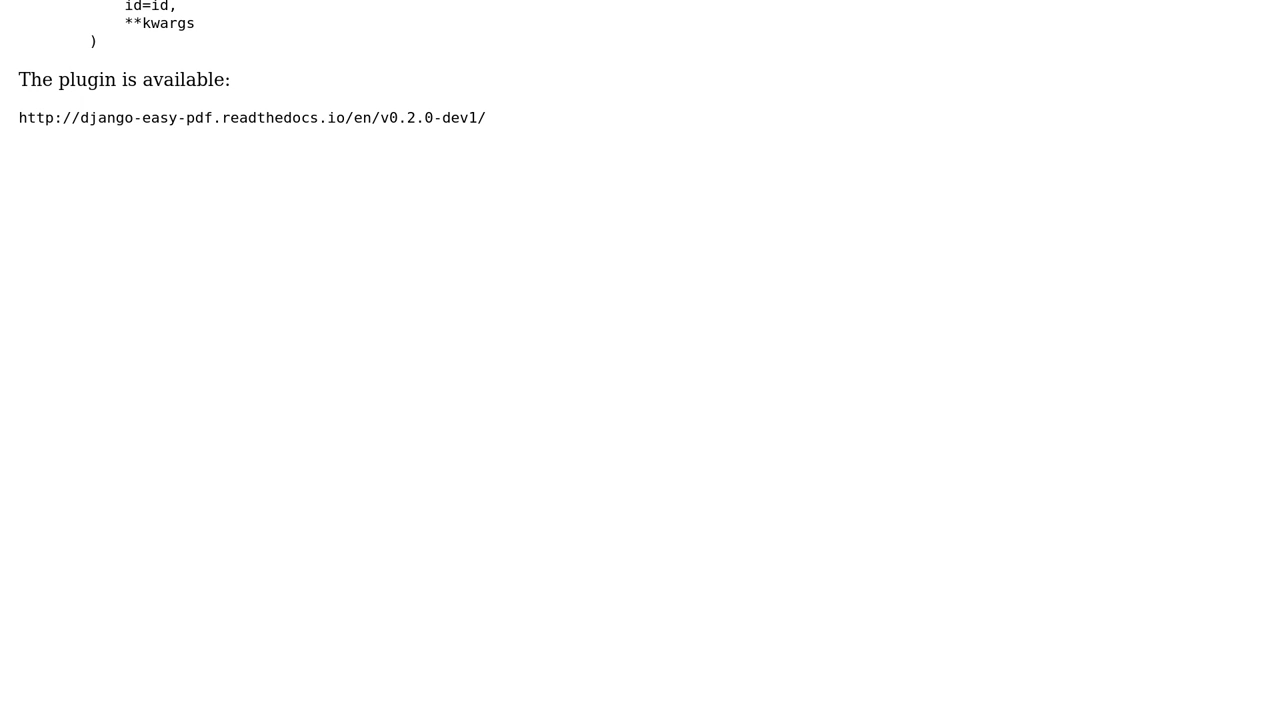 id=id,
**kwargs
)
The plugin is available:
http://django-easy-pdf.readthedocs.io/en/v0.2.0-dev1/